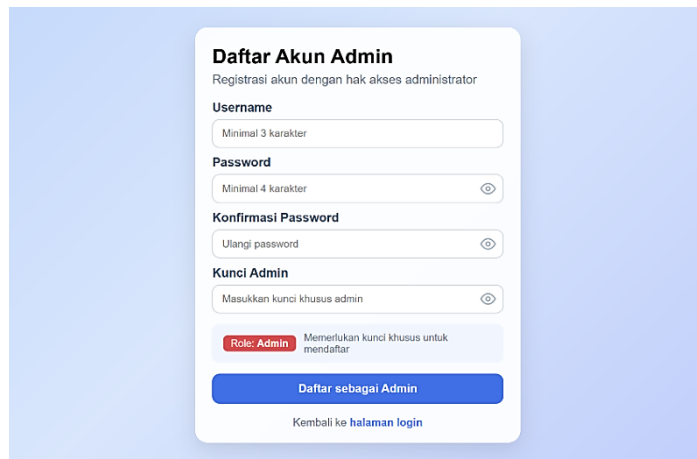 Daftar Akun Admin
Registrasi akun dengan hak akses administrator
Username
Minimal 3 karakter
Password
Minimal 4 karakter
Konfirmasi Password
Ulangi password
Kunci Admin
Masukkan kunci khusus admin
Role: Admin
Memerlukan kunci khusus untuk
mendaftar
Daftar sebagai Admin
Kembali ke halaman login